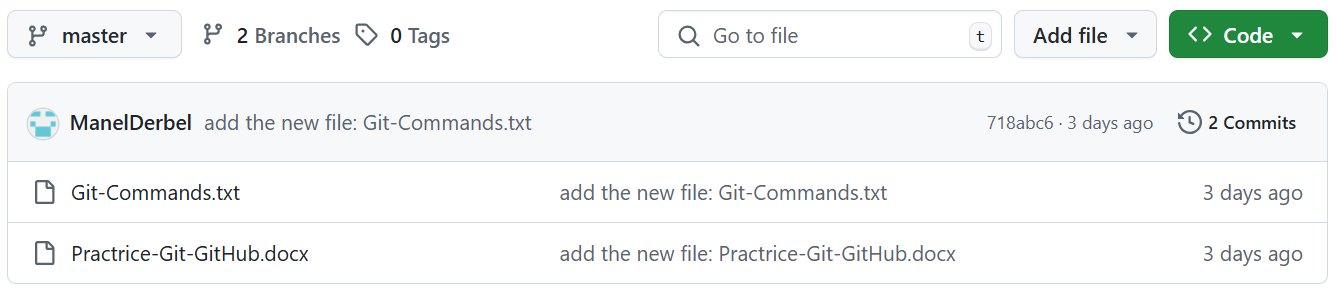 master 2 Branches 0 Tags Go to file t Add file Code
ManelDerbel add the new file: Git-Commands.txt 718abc6 · 3 days ago 2 Commits
Git-Commands.txt add the new file: Git-Commands.txt 3 days ago
Practrice-Git-GitHub.docx add the new file: Practrice-Git-GitHub.docx 3 days ago